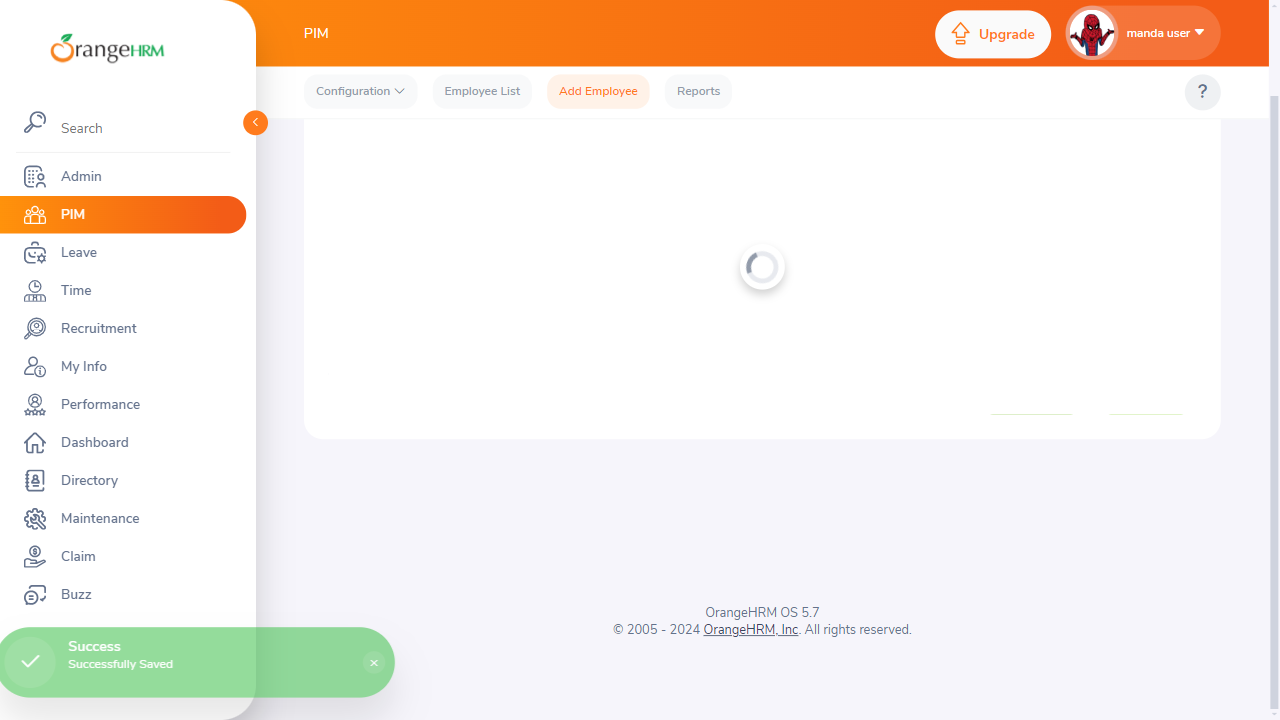 OrangeHRM
Search
Admin
PIM
Leave
Time
Recruitment
My Info
Performance
Dashboard
Directory
Maintenance
Claim
Buzz
PIM
Upgrade
manda user
Configuration
Employee List
Add Employee
Reports
?
OrangeHRM OS 5.7
© 2005 - 2024 OrangeHRM, Inc. All rights reserved.
Success
Successfully Saved